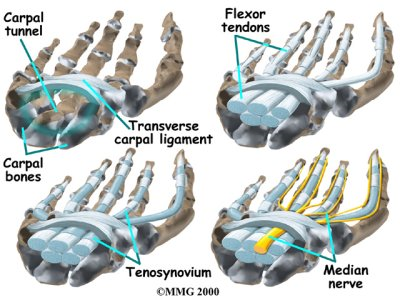 Carpal
tunnel
Transverse
carpal ligament
Carpal
bones
Flexor
tendons
Tenosynovium
Median
nerve
©MMG 2000